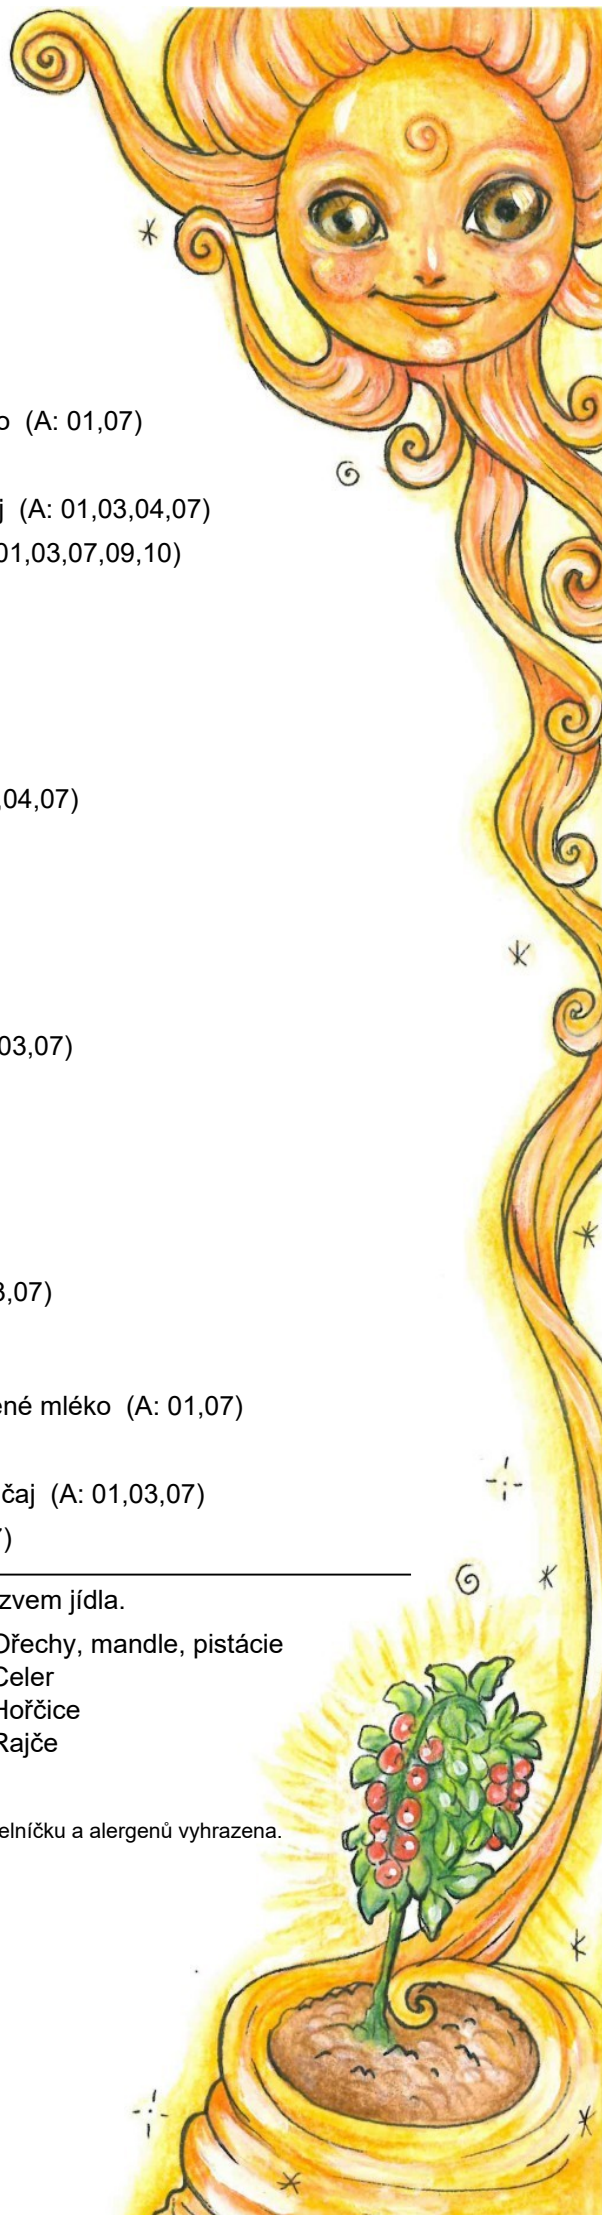 o (A: 01,07)
j (A: 01,03,04,07)
01,03,07,09,10)
,04,07)
03,07)
3,07)
ené mléko (A: 01,07)
čaj (A: 01,03,07)
7)
zvem jídla.
Ořechy, mandle, pistácie
Celer
Hořčice
Rajče
elníčku a alergenů vyhrazena.